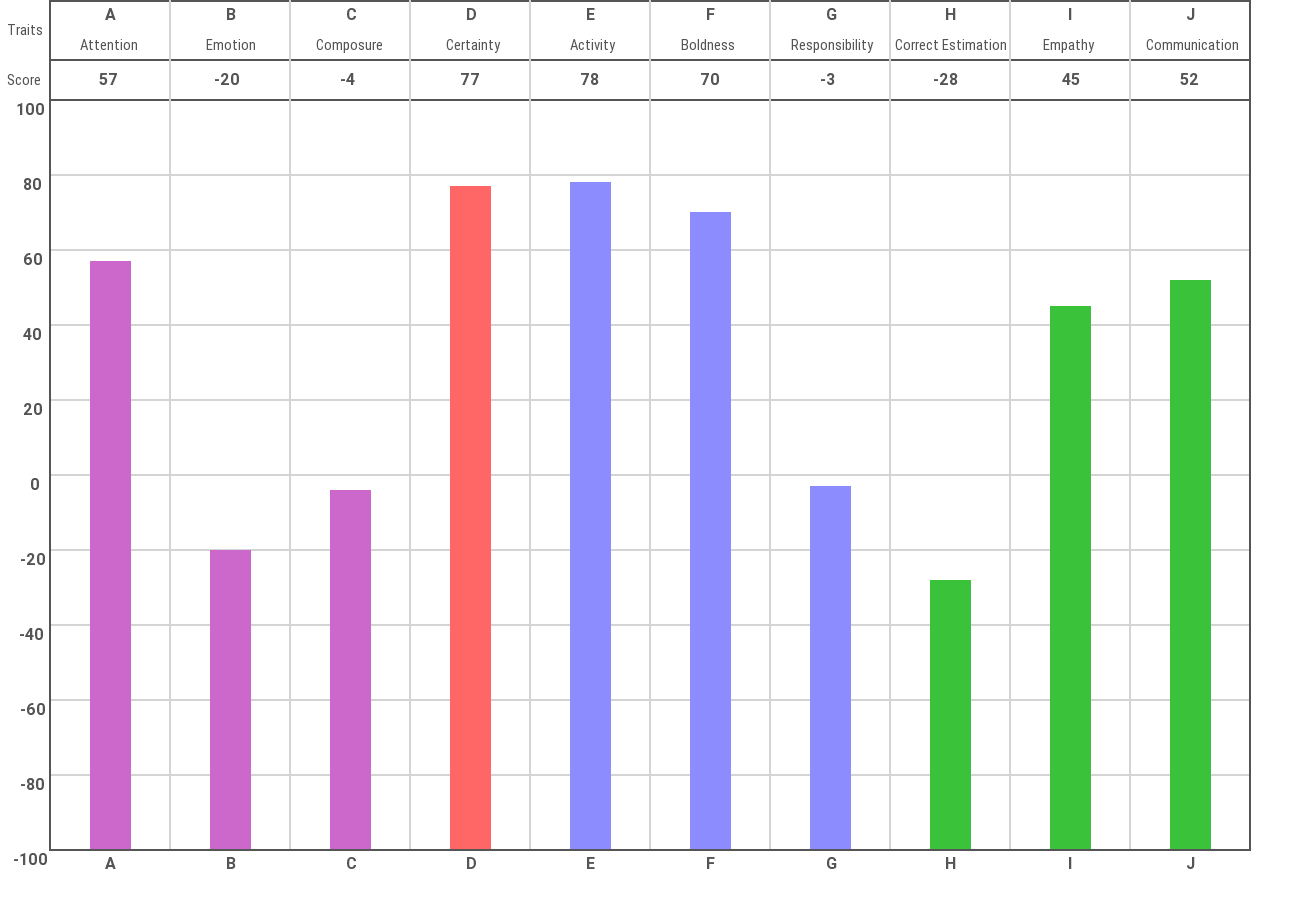 Traits A B C D E F G H I J
Attention Emotion Composure Certainty Activity Boldness Responsibility Correct Estimation Empathy Communication
Score 57 -20 -4 77 78 70 -3 -28 45 52
100
80
60
40
20
0
-20
-40
-60
-80
-100
A B C D E F G H I J